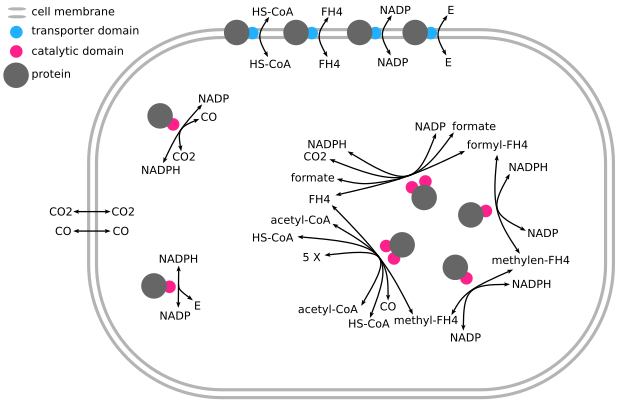 cell membrane
transporter domain
catalytic domain
protein
HS-CoA
FH4
NADP
E
HS-CoA
FH4
NADP
E
NADP
CO
CO2
NADPH
NADP
formate
NADPH
formyl-FH4
CO2
formate
FH4
NADPH
NADP
methylen-FH4
CO2
CO2
CO
CO
acetyl-CoA
HS-CoA
5 X
acetyl-CoA
HS-CoA
CO
methyl-FH4
NADPH
NADP
NADPH
E
NADP